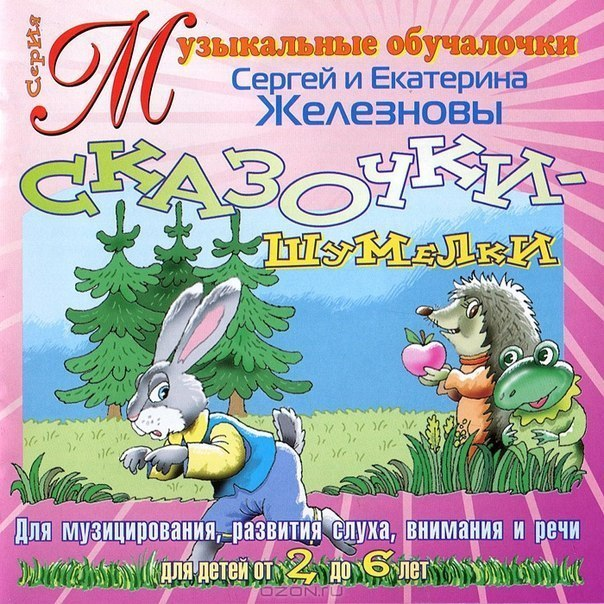 Серия
Музыкальные обучалочки
Сергей и Екатерина
Железновы
Сказочки-
шумелки
Для музицирования, развития слуха, внимания и речи
для детей от 2 до 6 лет
ozon.ru